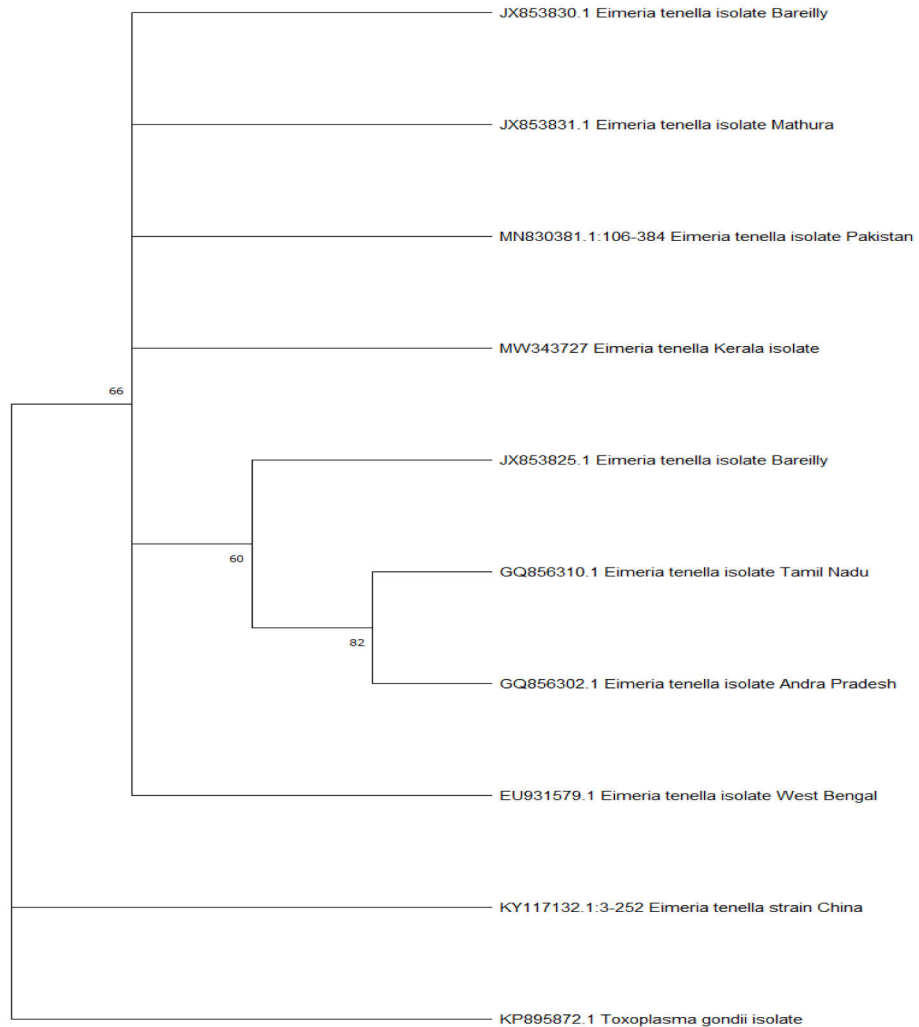 JX853830.1 Eimeria tenella isolate Bareilly
JX853831.1 Eimeria tenella isolate Mathura
MN830381.1:106-384 Eimeria tenella isolate Pakistan
MW343727 Eimeria tenella Kerala isolate
66
JX853825.1 Eimeria tenella isolate Bareilly
60
GQ856310.1 Eimeria tenella isolate Tamil Nadu
82
GQ856302.1 Eimeria tenella isolate Andra Pradesh
EU931579.1 Eimeria tenella isolate West Bengal
KY117132.1:3-252 Eimeria tenella strain China
KP895872.1 Toxoplasma gondii isolate